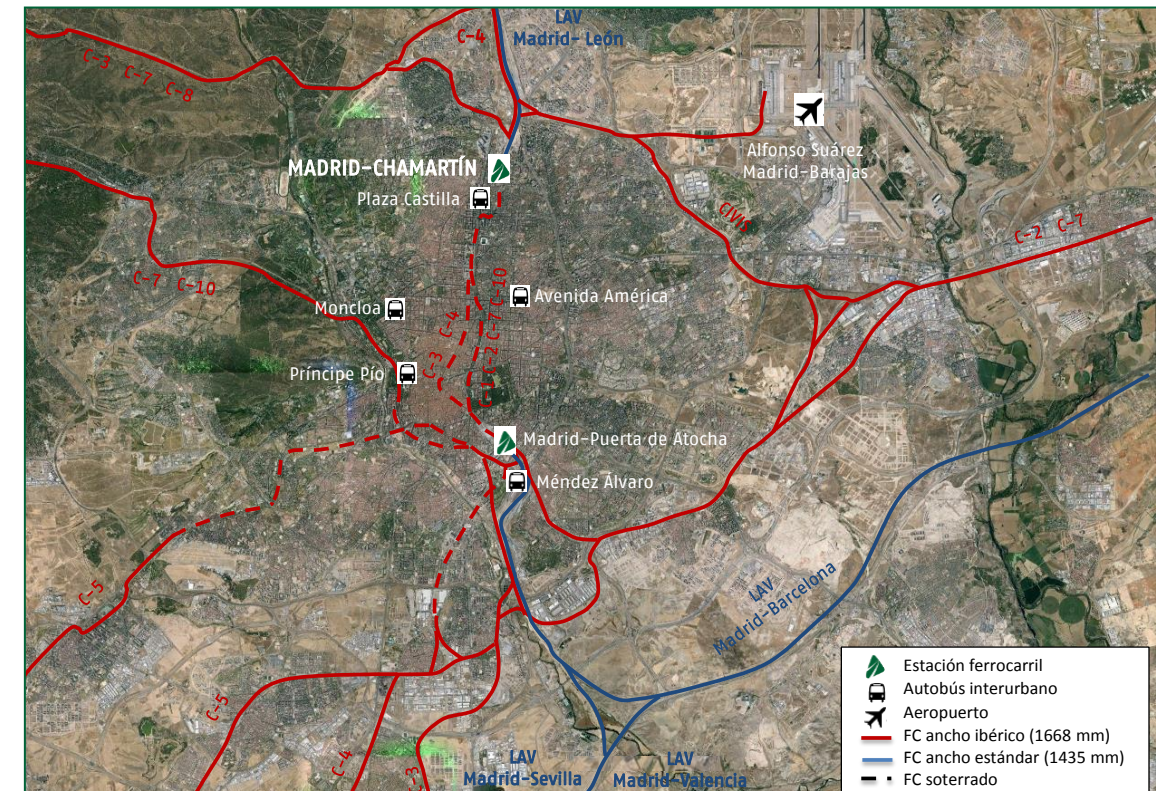 LAV
Madrid-León
C-4
C-3 C-7 C-8
MADRID-CHAMARTÍN
Plaza Castilla
Alfonso Suárez
Madrid-Barajas
CIVIS
C-2 C-7
C-7 C-10
Moncloa
Avenida América
C-3 C-4
C-1 C-2 C-7 C-10
Príncipe Pío
Madrid-Puerta de Atocha
Méndez Álvaro
C-5
LAV
Madrid-Barcelona
C-5
C-4
C-3
LAV
Madrid-Sevilla
LAV
Madrid-Valencia
Estación ferrocarril
Autobús interurbano
Aeropuerto
FC ancho ibérico (1668 mm)
FC ancho estándar (1435 mm)
FC soterrado